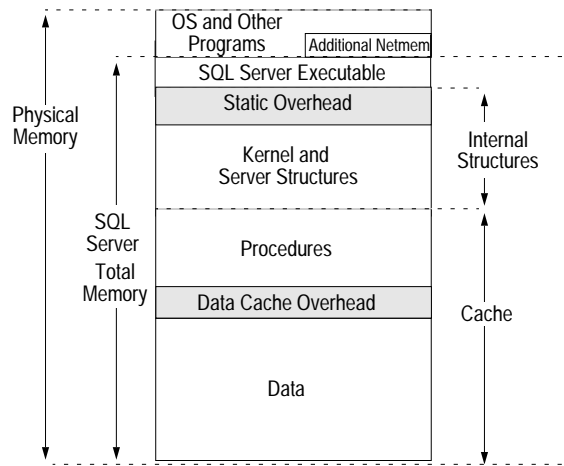 OS and Other
Programs
Additional Netmem
SQL Server Executable
Static Overhead
Physical
Memory
Kernel and
Server Structures
Internal
Structures
SQL
Server
Total
Memory
Procedures
Data Cache Overhead
Cache
Data